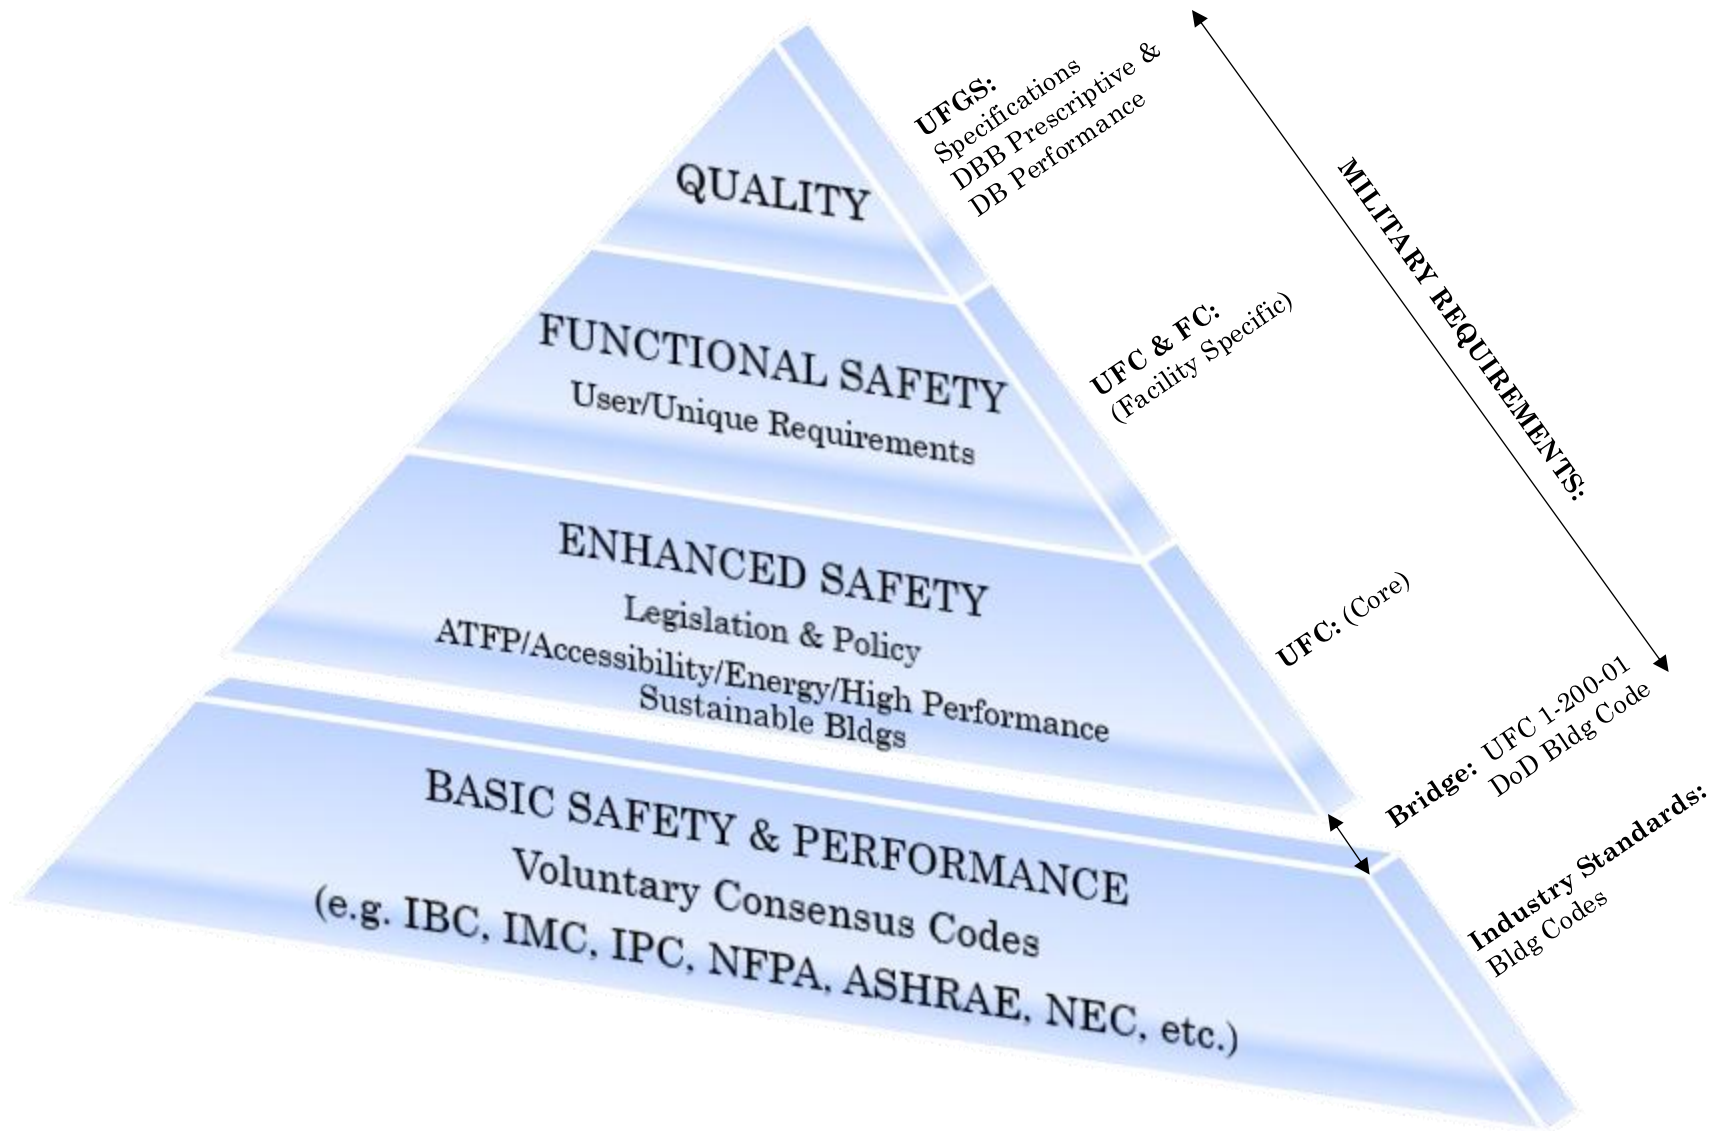 QUALITY
UFGS:
Specifications
DBB Prescriptive &
DB Performance
MILITARY REQUIREMENTS:
FUNCTIONAL SAFETY
User/Unique Requirements
UFC & FC:
(Facility Specific)
ENHANCED SAFETY
Legislation & Policy
ATFP/Accessibility/Energy/High Performance
Sustainable Bldgs
UFC: (Core)
Bridge: UFC 1-200-01
DoD Bldg Code
BASIC SAFETY & PERFORMANCE
Voluntary Consensus Codes
(e.g. IBC, IMC, IPC, NFPA, ASHRAE, NEC, etc.)
Industry Standards:
Bldg Codes